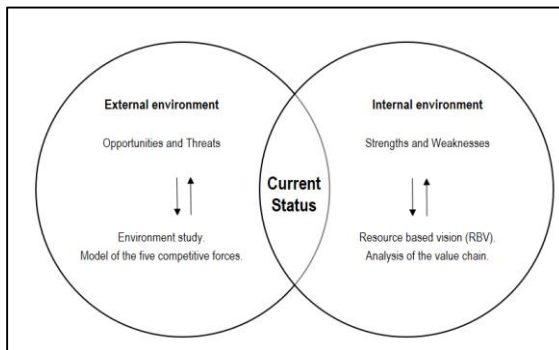 External environment
Opportunities and Threats
Environment study.
Model of the five competitive forces.
Current
Status
Internal environment
Strengths and Weaknesses
Resource based vision (RBV).
Analysis of the value chain.